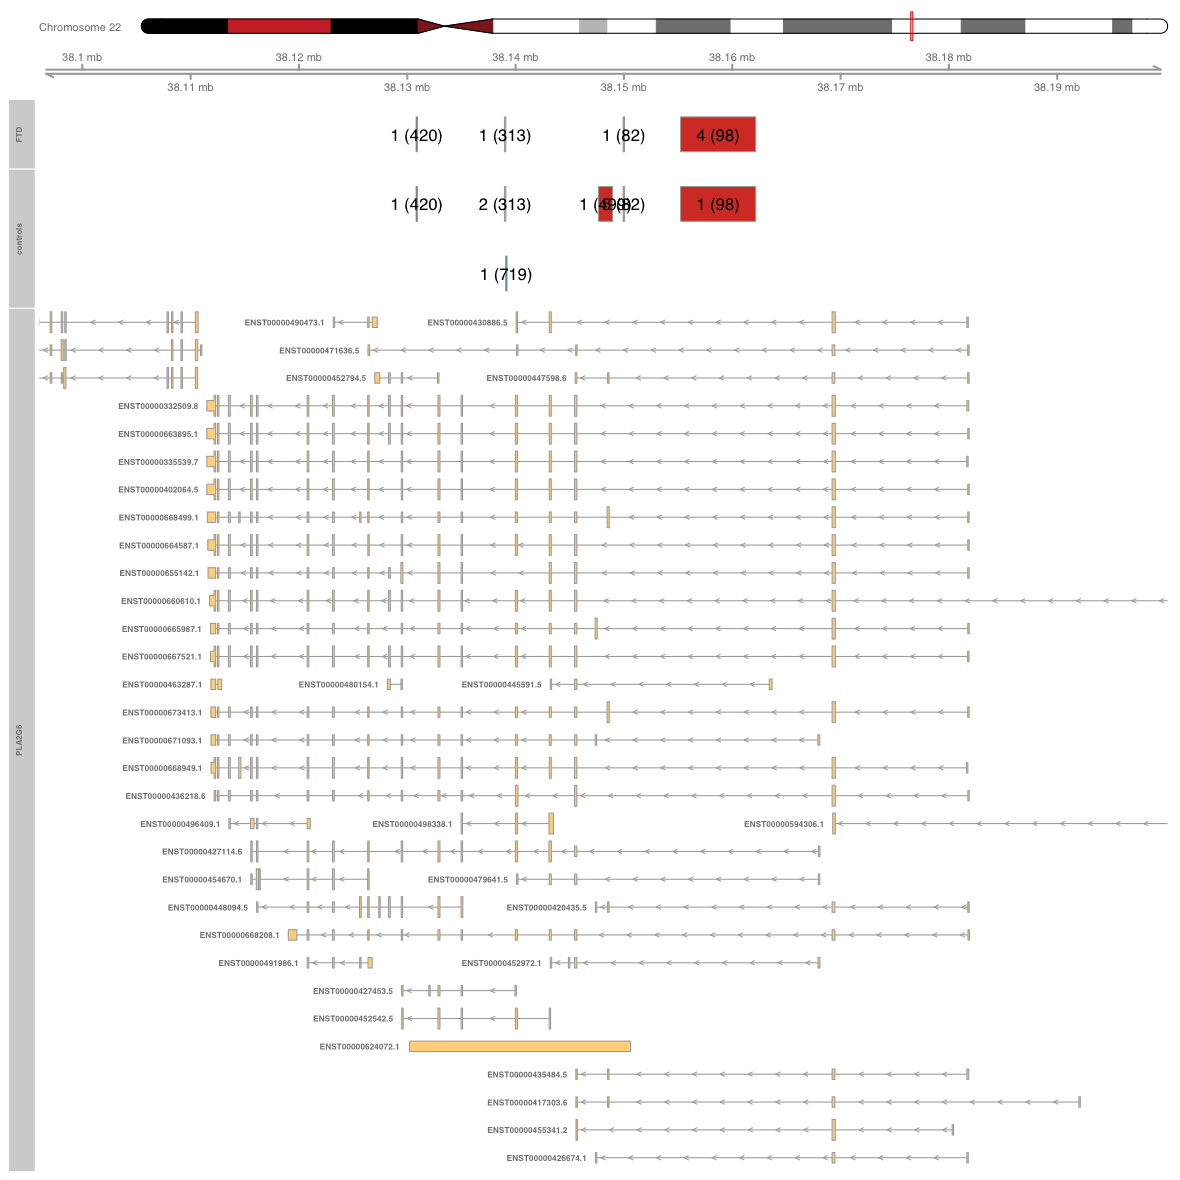 Chromosome 22
38.1 mb
38.12 mb
38.14 mb
38.16 mb
38.18 mb
38.11 mb
38.13 mb
38.15 mb
38.17 mb
38.19 mb
FTD
1 (420)
1 (313)
1 (82)
4 (98)
controls
1 (420)
2 (313)
1 (98)
1 (719)
PLA2G6
ENST00000490473.1
ENST00000430886.5
ENST00000471636.5
ENST00000452794.5
ENST00000447598.6
ENST00000332509.8
ENST00000663895.1
ENST00000335539.7
ENST00000402064.5
ENST00000668499.1
ENST00000664587.1
ENST00000655142.1
ENST00000660610.1
ENST00000665987.1
ENST00000667521.1
ENST00000463287.1
ENST00000480154.1
ENST00000445591.5
ENST00000673413.1
ENST00000671093.1
ENST00000668949.1
ENST00000436218.6
ENST00000496409.1
ENST00000498338.1
ENST00000594306.1
ENST00000427114.6
ENST00000454670.1
ENST00000479641.5
ENST00000448094.5
ENST00000420435.5
ENST00000668208.1
ENST00000491986.1
ENST00000452972.1
ENST00000427453.5
ENST00000452542.5
ENST00000624072.1
ENST00000435484.5
ENST00000417303.6
ENST00000455341.2
ENST00000426674.1